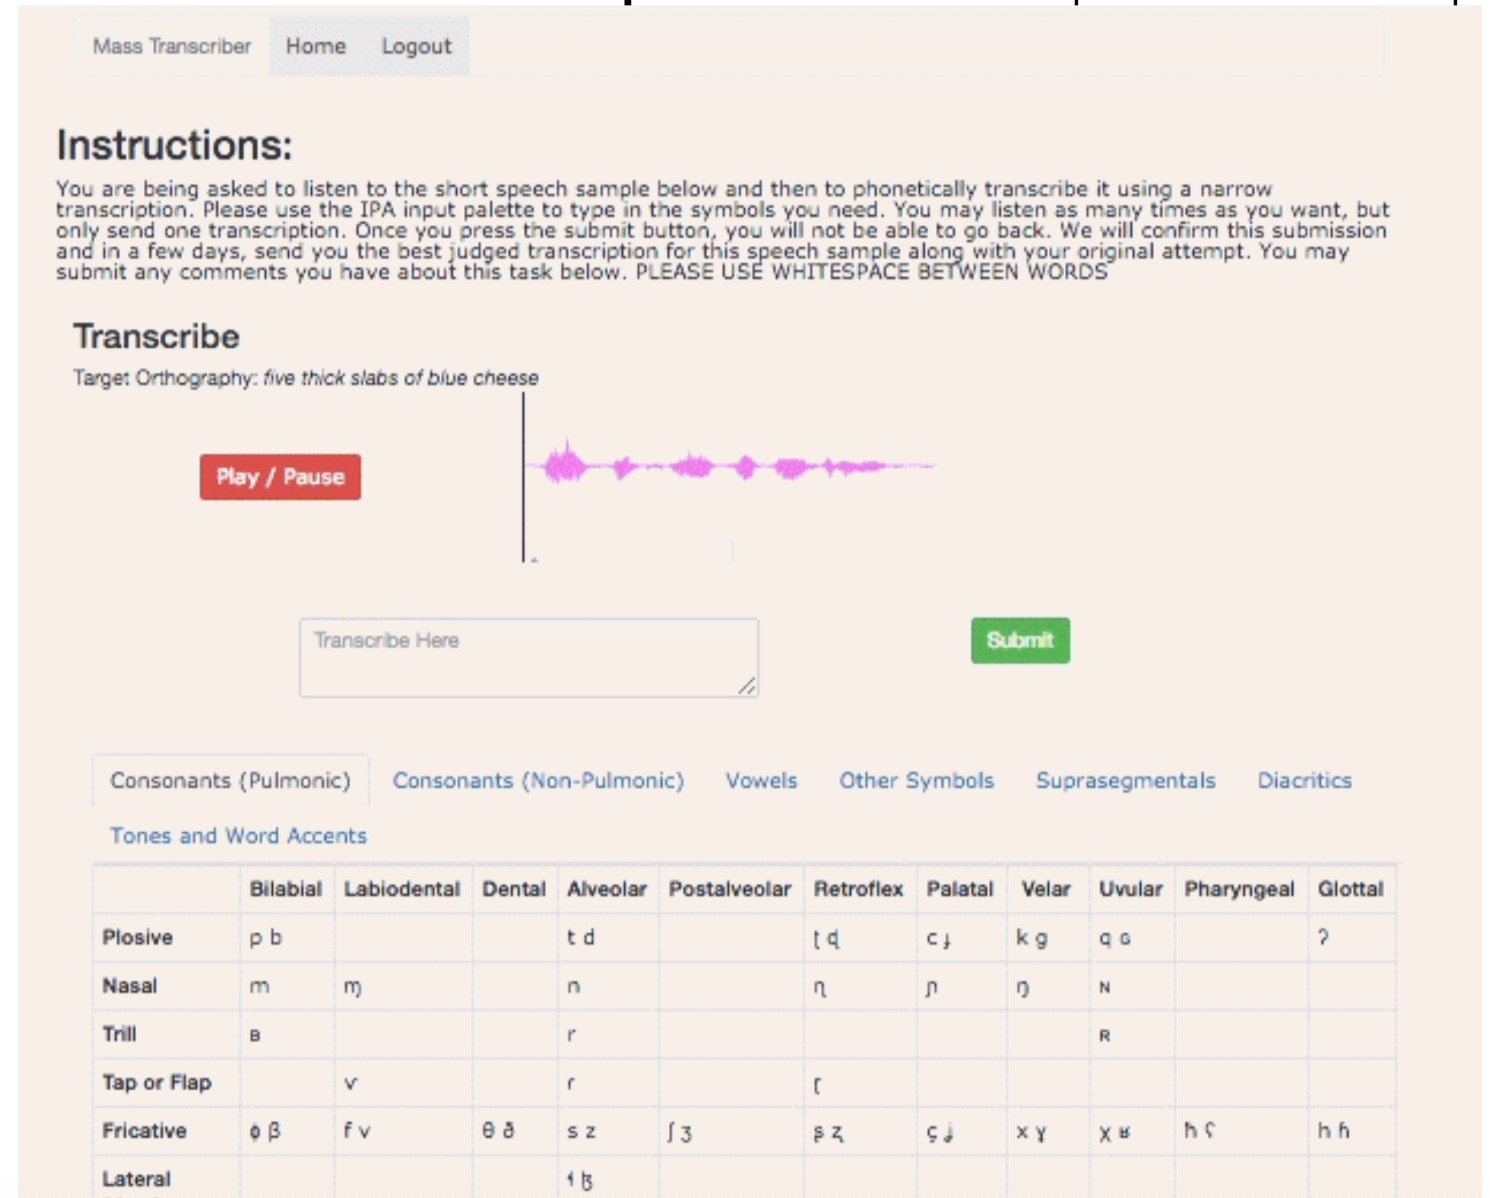 Mass Transcriber Home Logout
Instructions:
You are being asked to listen to the short speech sample below and then to phonetically transcribe it using a narrow
transcription. Please use the IPA input palette to type in the symbols you need. You may listen as many times as you want, but
only send one transcription. Once you press the submit button, you will not be able to go back. We will confirm this submission
and in a few days, send you the best judged transcription for this speech sample along with your original attempt. You may
submit any comments you have about this task below. PLEASE USE WHITESPACE BETWEEN WORDS
Transcribe
Target Orthography: five thick slabs of blue cheese
Play / Pause
Transcribe Here
Submit
Consonants (Pulmonic) Consonants (Non-Pulmonic) Vowels Other Symbols Suprasegmentals Diacritics
Tones and Word Accents
Bilabial Labiodental Dental Alveolar Postalveolar Retroflex Palatal Velar Uvular Pharyngeal Glottal
Plosive p b t d ʈ ɖ c ɟ k g q ɢ ʔ
Nasal m ɱ n ɳ ɲ ŋ ɴ
Trill ʙ r ʀ
Tap or Flap ⱱ ɾ ɽ
Fricative ɸ β f v θ ð s z ʃ ʒ ʂ ʐ ç ʝ x ɣ χ ʁ ħ ʕ h ɦ
Lateral ɬ ɮ